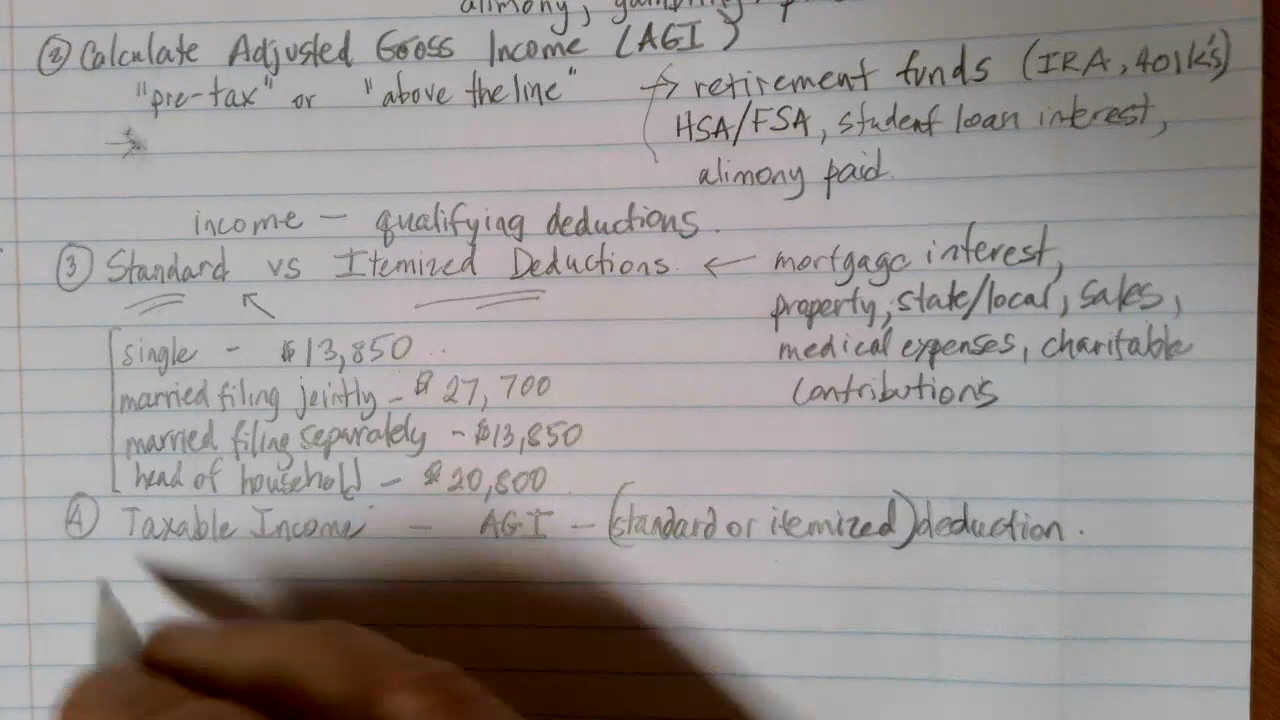 alimony, gambling, p
② Calculate Adjusted Gross Income (AGI)
"pre-tax" or "above the line"
→ retirement funds (IRA, 401k's)
HSA/FSA, student loan interest,
alimony paid.
→
income - qualifying deductions.
③ Standard vs Itemized Deductions. ← mortgage interest,
property, state/local, sales,
medical expenses, charitable
contributions
single - $13,850
married filing jointly - $27,700
married filing separately - $13,850
head of household - $20,800
④ Taxable Income - AGI - (standard or itemized) deduction.